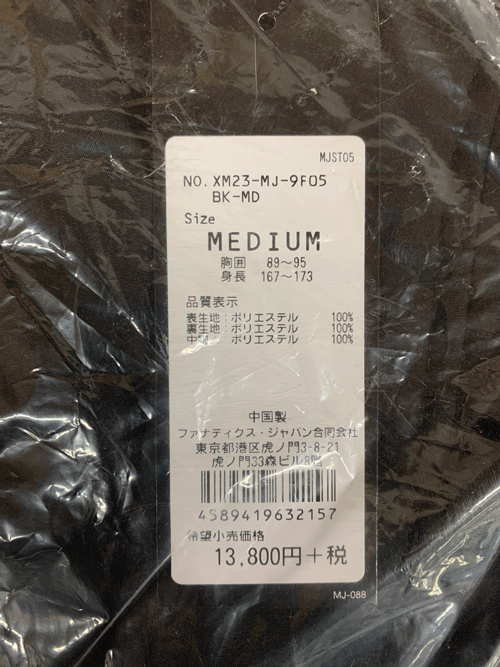 MJST05
NO. XM23-MJ-9F05
BK-MD
Size
MEDIUM
胸囲 89～95
身長 167～173
品質表示
表生地：ポリエステル 100%
裏生地：ポリエステル 100%
中綿：ポリエステル 100%
中国製
ファナティクス・ジャパン合同会社
東京都港区虎ノ門3-8-21
虎ノ門33森ビル8階
4589419632157
希望小売価格
13,800円＋税
MJ-088